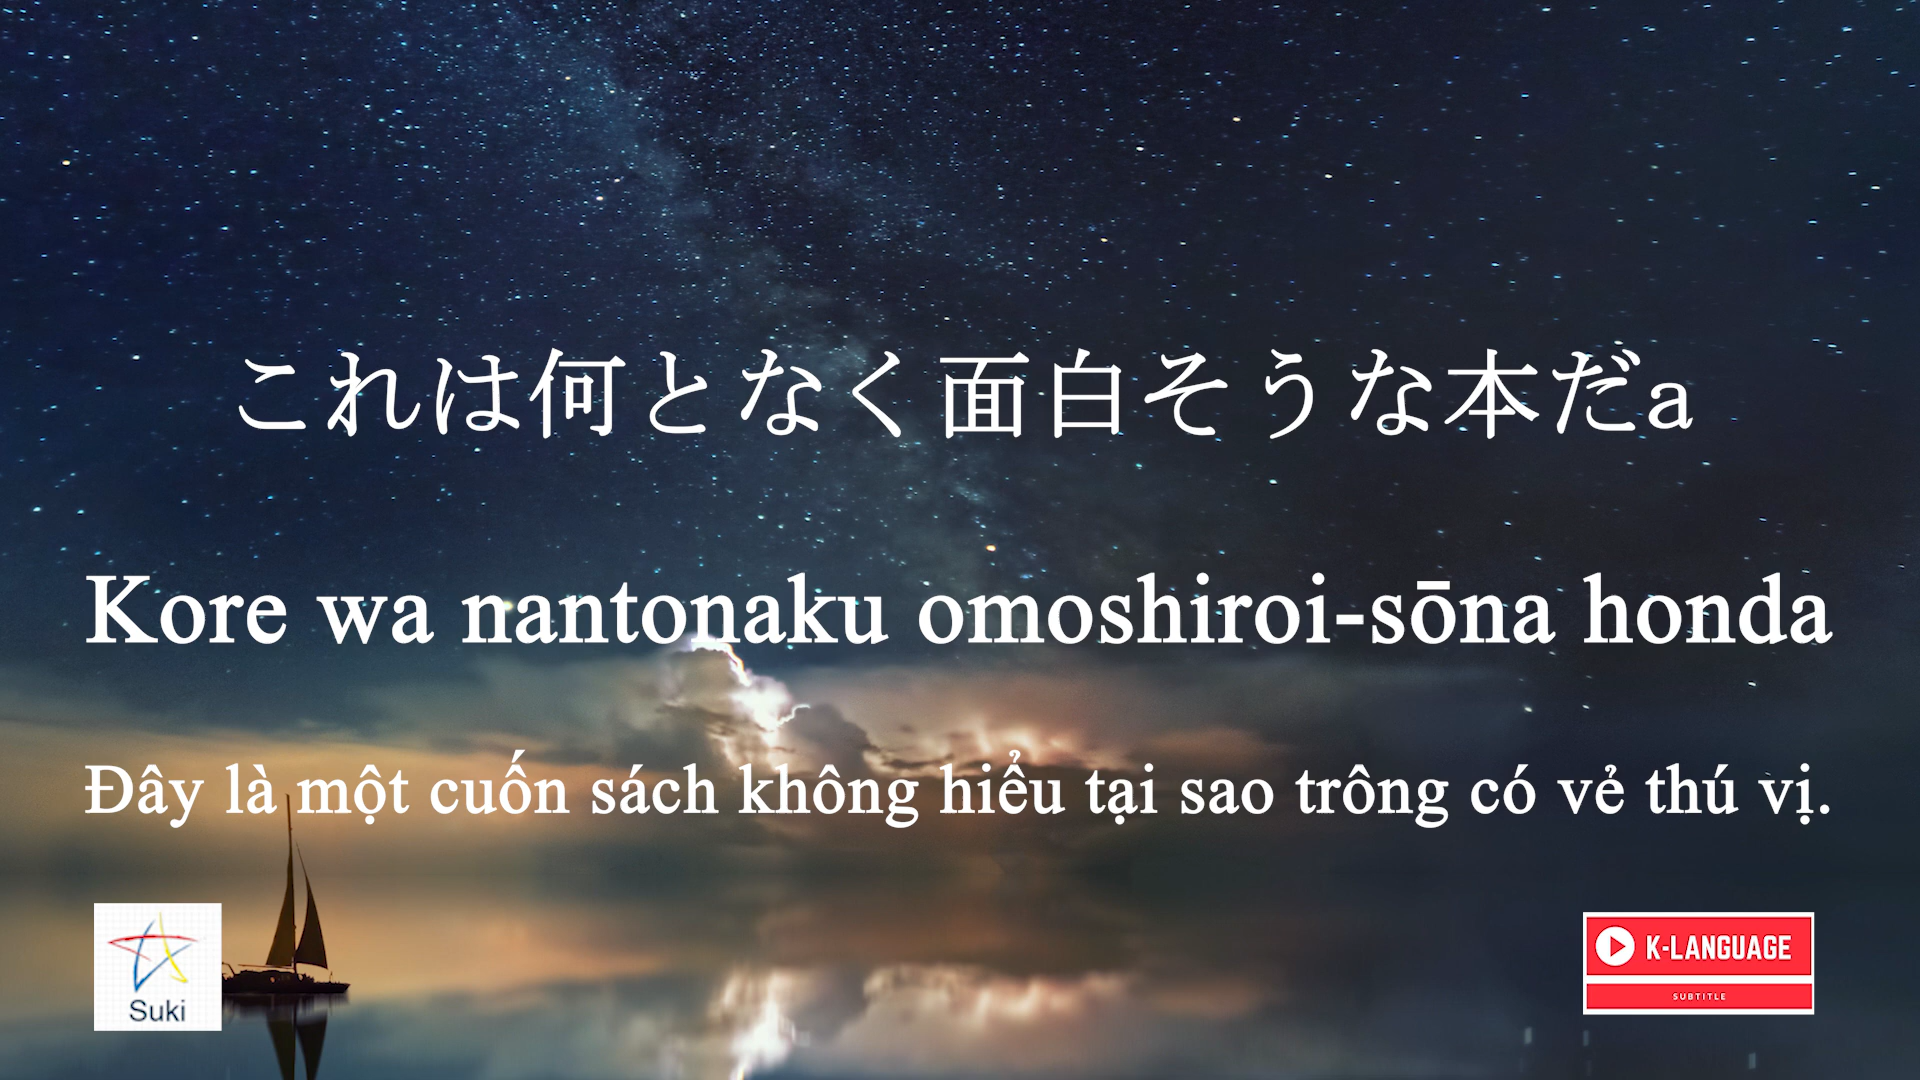 これは何となく面白そうな本だa
Kore wa nantonaku omoshiroi-sōna honda
Đây là một cuốn sách không hiểu tại sao trông có vẻ thú vị.
Suki
K-LANGUAGE
SUBTITLE